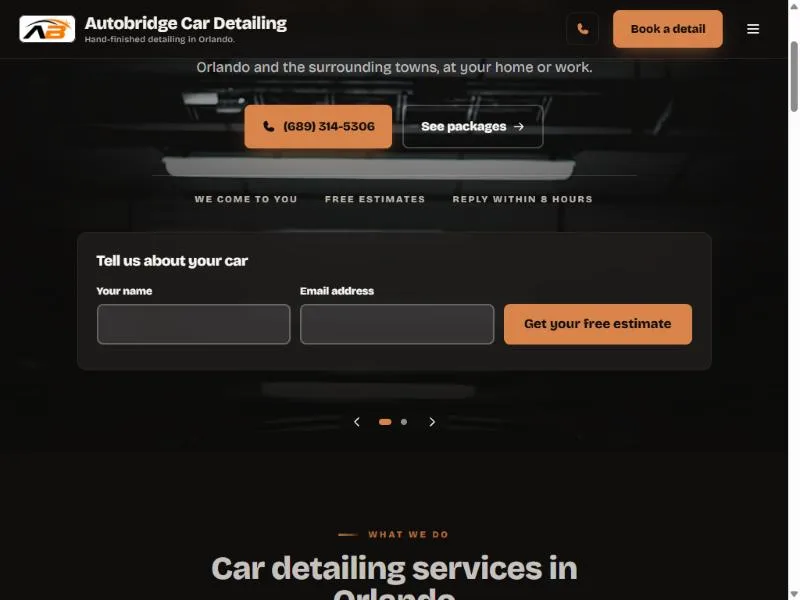 AB
Autobridge Car Detailing
Hand-finished detailing in Orlando.
Book a detail
Orlando and the surrounding towns, at your home or work.
(689) 314-5306
See packages →
WE COME TO YOU
FREE ESTIMATES
REPLY WITHIN 8 HOURS
Tell us about your car
Your name
Email address
Get your free estimate
WHAT WE DO
Car detailing services in
Orlando